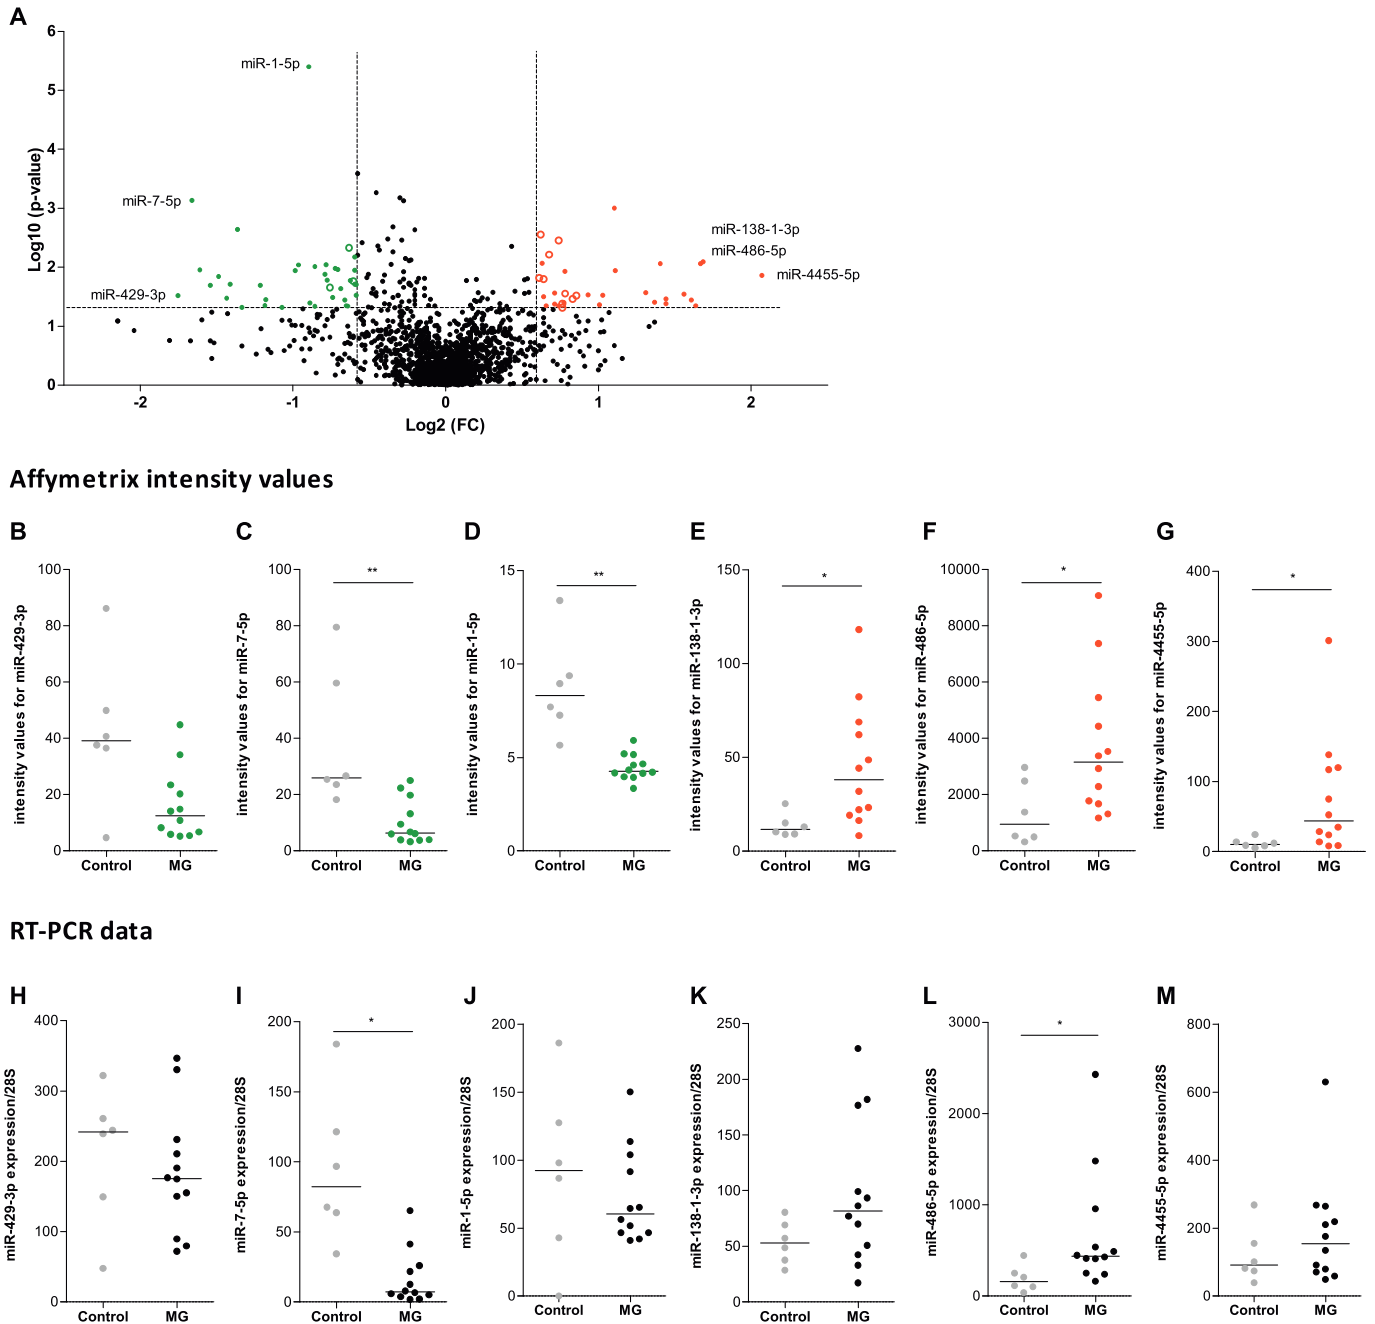 A
6
5
4
3
2
1
0
Log10 (p-value)
miR-1-5p
miR-7-5p
miR-429-3p
miR-138-1-3p
miR-486-5p
miR-4455-5p
-2
-1
0
1
2
Log2 (FC)
Affymetrix intensity values
B
intensity values for miR-429-3p
100
80
60
40
20
0
Control
MG
C
intensity values for miR-7-5p
100
80
60
40
20
0
**
Control
MG
D
intensity values for miR-1-5p
15
10
5
0
**
Control
MG
E
intensity values for miR-138-1-3p
150
100
50
0
*
Control
MG
F
intensity values for miR-486-5p
10000
8000
6000
4000
2000
0
*
Control
MG
G
intensity values for miR-4455-5p
400
300
200
100
0
*
Control
MG
RT-PCR data
H
miR-429-3p expression/28S
400
300
200
100
0
Control
MG
I
miR-7-5p expression/28S
200
150
100
50
0
*
Control
MG
J
miR-1-5p expression/28S
200
150
100
50
0
Control
MG
K
miR-138-1-3p expression/28S
250
200
150
100
50
0
Control
MG
L
miR-486-5p expression/28S
3000
2000
1000
0
*
Control
MG
M
miR-4455-5p expression/28S
800
600
400
200
0
Control
MG